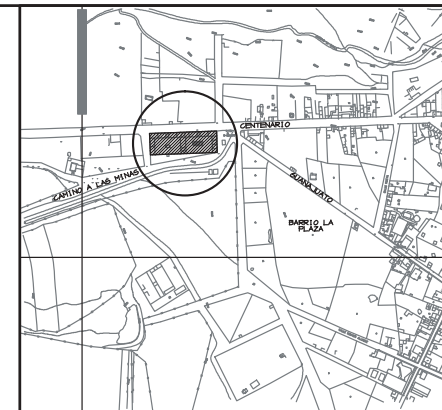 CENTENARIO
CAMINO A LAS MINAS
GUANAJUATO
BARRIO LA
PLAZA